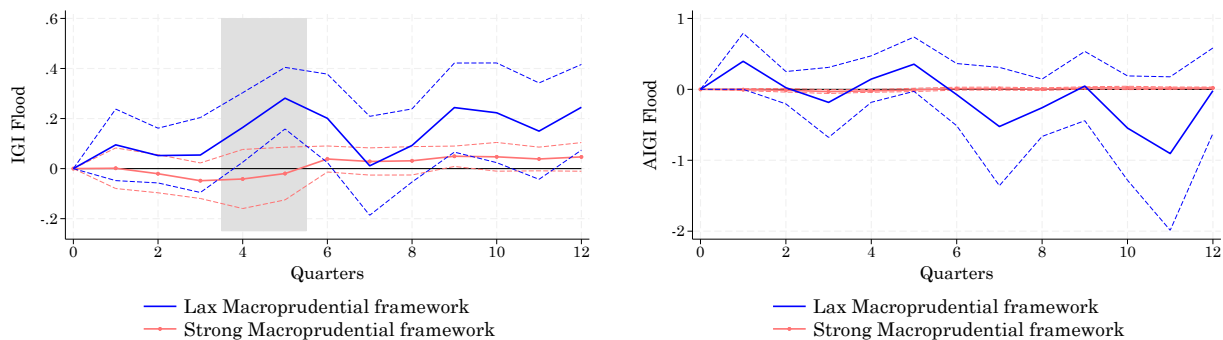 IGI Flood
.6
.4
.2
0
-.2
0 2 4 6 8 10 12
Quarters
Lax Macroprudential framework
Strong Macroprudential framework
AIGI Flood
1
0
-1
-2
0 2 4 6 8 10 12
Quarters
Lax Macroprudential framework
Strong Macroprudential framework